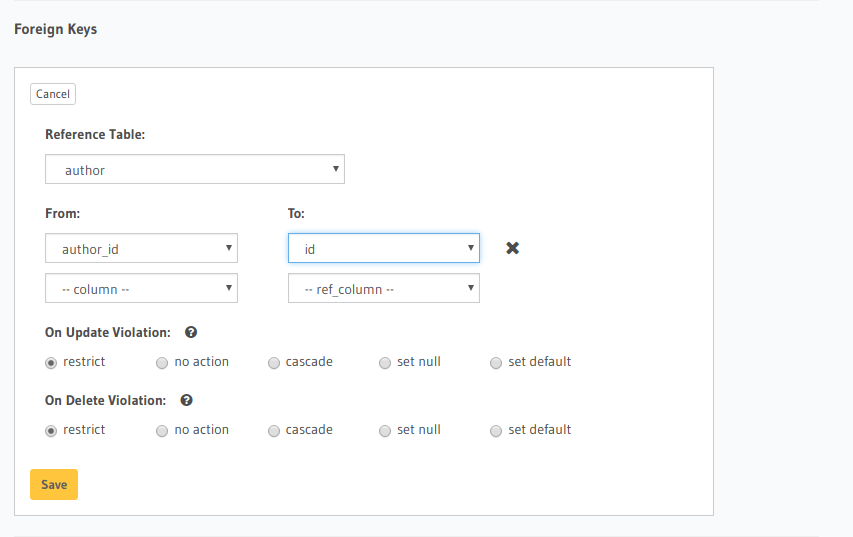 Foreign Keys
Cancel
Reference Table:
author
From: To:
author_id id
-- column -- -- ref_column --
On Update Violation:
restrict no action cascade set null set default
On Delete Violation:
restrict no action cascade set null set default
Save